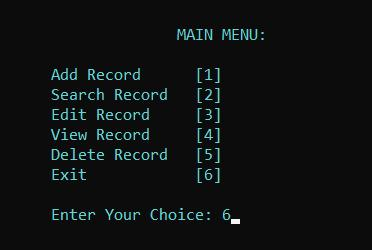 MAIN MENU:
Add Record [1]
Search Record [2]
Edit Record [3]
View Record [4]
Delete Record [5]
Exit [6]
Enter Your Choice: 6